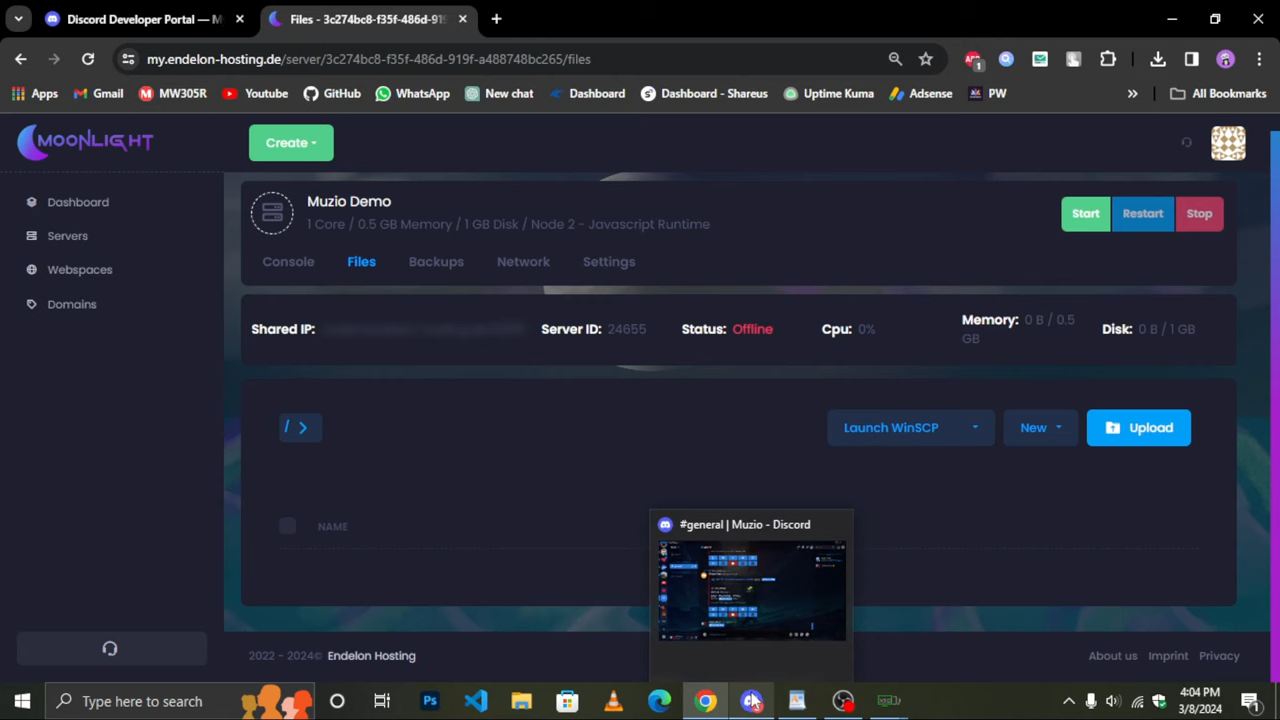 Discord Developer Portal — M
Files - 3c274bc8-f35f-486d-919
my.endelon-hosting.de/server/3c274bc8-f35f-486d-919f-a488748bc265/files
1
Apps
Gmail
MW305R
Youtube
GitHub
WhatsApp
New chat
Dashboard
Dashboard - Shareus
Uptime Kuma
Adsense
PW
All Bookmarks
MOONLIGHT
Create
Dashboard
Servers
Webspaces
Domains
Muzio Demo
1 Core / 0.5 GB Memory / 1 GB Disk / Node 2 - Javascript Runtime
Start
Restart
Stop
Console
Files
Backups
Network
Settings
Shared IP:
Server ID: 24655
Status: Offline
Cpu: 0%
Memory: 0 B / 0.5
GB
Disk: 0 B / 1 GB
/
Launch WinSCP
New
Upload
NAME
#general | Muzio - Discord
2022 - 2024© Endelon Hosting
About us
Imprint
Privacy
Type here to search
Ps
4:04 PM
3/8/2024
1